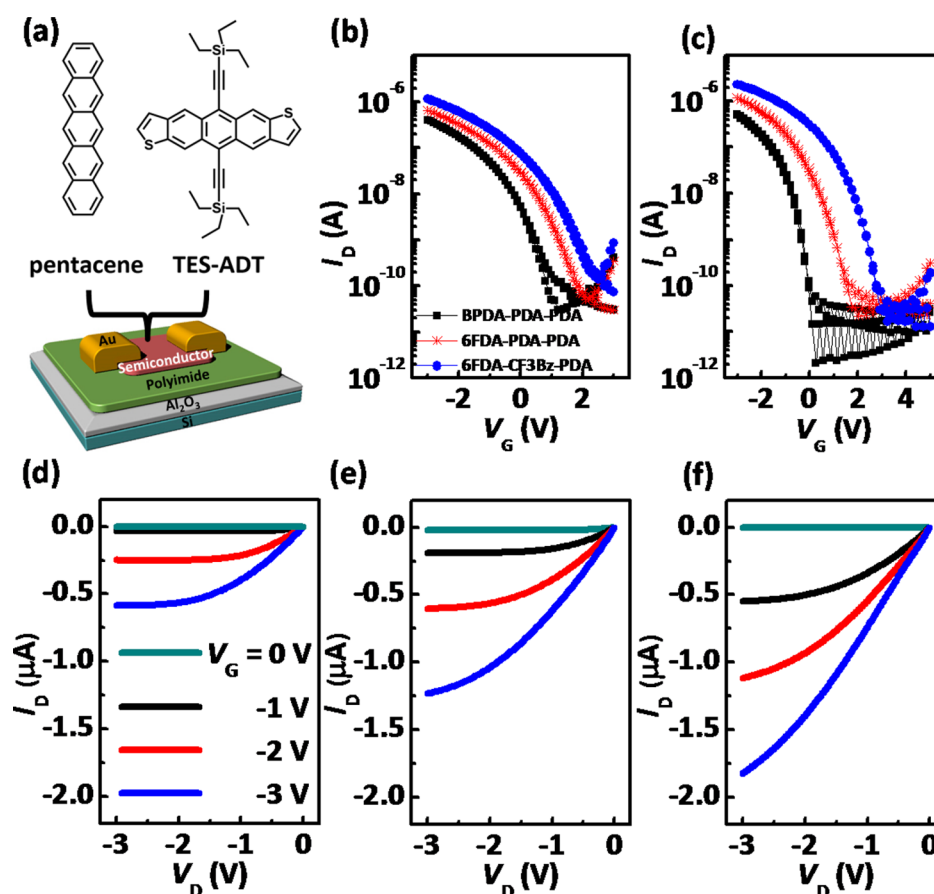 (a)
Si
S
S
Si
pentacene
TES-ADT
Au
Semiconductor
Polyimide
Al₂O₃
Si
(b)
10⁻⁶
10⁻⁸
10⁻¹⁰
10⁻¹²
I_D (A)
BPDA-PDA-PDA
6FDA-PDA-PDA
6FDA-CF3Bz-PDA
-2 0 2
V_G (V)
(c)
10⁻⁶
10⁻⁸
10⁻¹⁰
10⁻¹²
I_D (A)
-2 0 2 4
V_G (V)
(d)
0.0
-0.5
-1.0
-1.5
-2.0
I_D (μA)
V_G = 0 V
-1 V
-2 V
-3 V
-3 -2 -1 0
V_D (V)
(e)
0.0
-0.5
-1.0
-1.5
-2.0
I_D (μA)
-3 -2 -1 0
V_D (V)
(f)
0.0
-0.5
-1.0
-1.5
-2.0
I_D (μA)
-3 -2 -1 0
V_D (V)